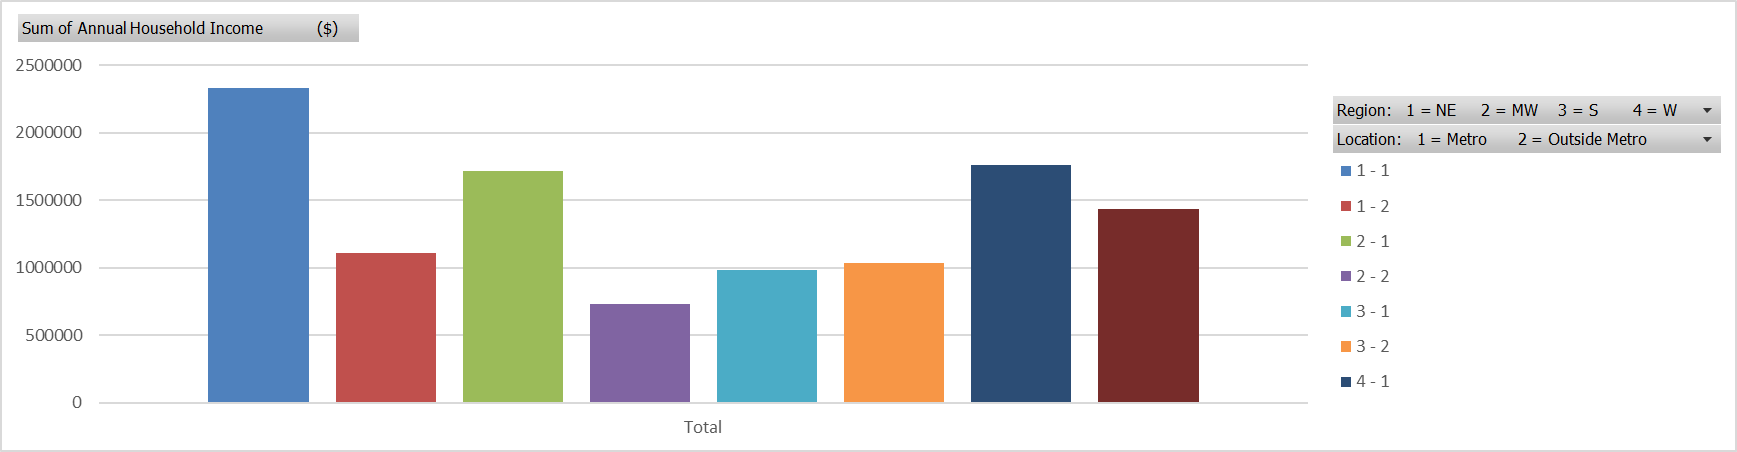 Sum of Annual Household Income ($)
2500000
2000000
1500000
1000000
500000
0
Total
Region: 1 = NE 2 = MW 3 = S 4 = W
Location: 1 = Metro 2 = Outside Metro
1 - 1
1 - 2
2 - 1
2 - 2
3 - 1
3 - 2
4 - 1